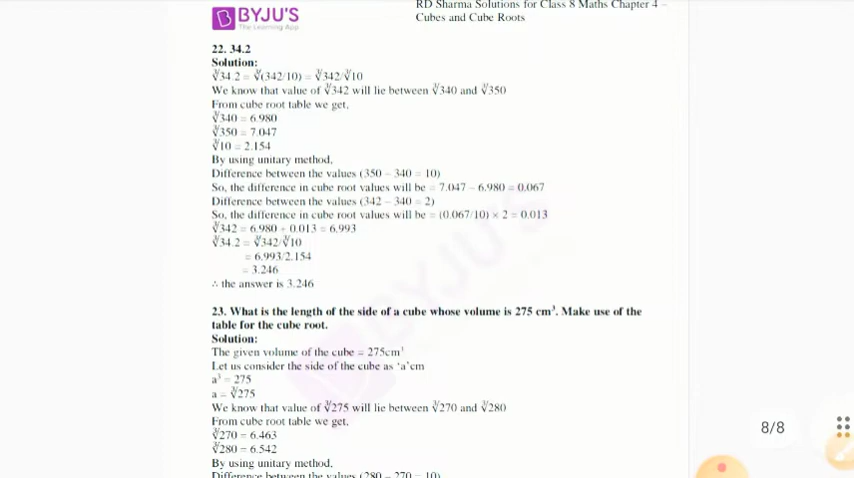 BYJU'S
The Learning App
RD Sharma Solutions for Class 8 Maths Chapter 4 –
Cubes and Cube Roots
22. 34.2
Solution:
∛34.2 = ∛(342/10) = ∛342/∛10
We know that value of ∛342 will lie between ∛340 and ∛350
From cube root table we get,
∛340 = 6.980
∛350 = 7.047
∛10 = 2.154
By using unitary method,
Difference between the values (350 – 340 = 10)
So, the difference in cube root values will be = 7.047 – 6.980 = 0.067
Difference between the values (342 – 340 = 2)
So, the difference in cube root values will be = (0.067/10) × 2 = 0.013
∛342 = 6.980 + 0.013 = 6.993
∛34.2 = ∛342/∛10
= 6.993/2.154
= 3.246
∴ the answer is 3.246
23. What is the length of the side of a cube whose volume is 275 cm³. Make use of the
table for the cube root.
Solution:
The given volume of the cube = 275cm³
Let us consider the side of the cube as 'a'cm
a³ = 275
a = ∛275
We know that value of ∛275 will lie between ∛270 and ∛280
From cube root table we get,
∛270 = 6.463
∛280 = 6.542
By using unitary method,
Difference between the values (280 – 270 = 10)
8/8
BYJU'S